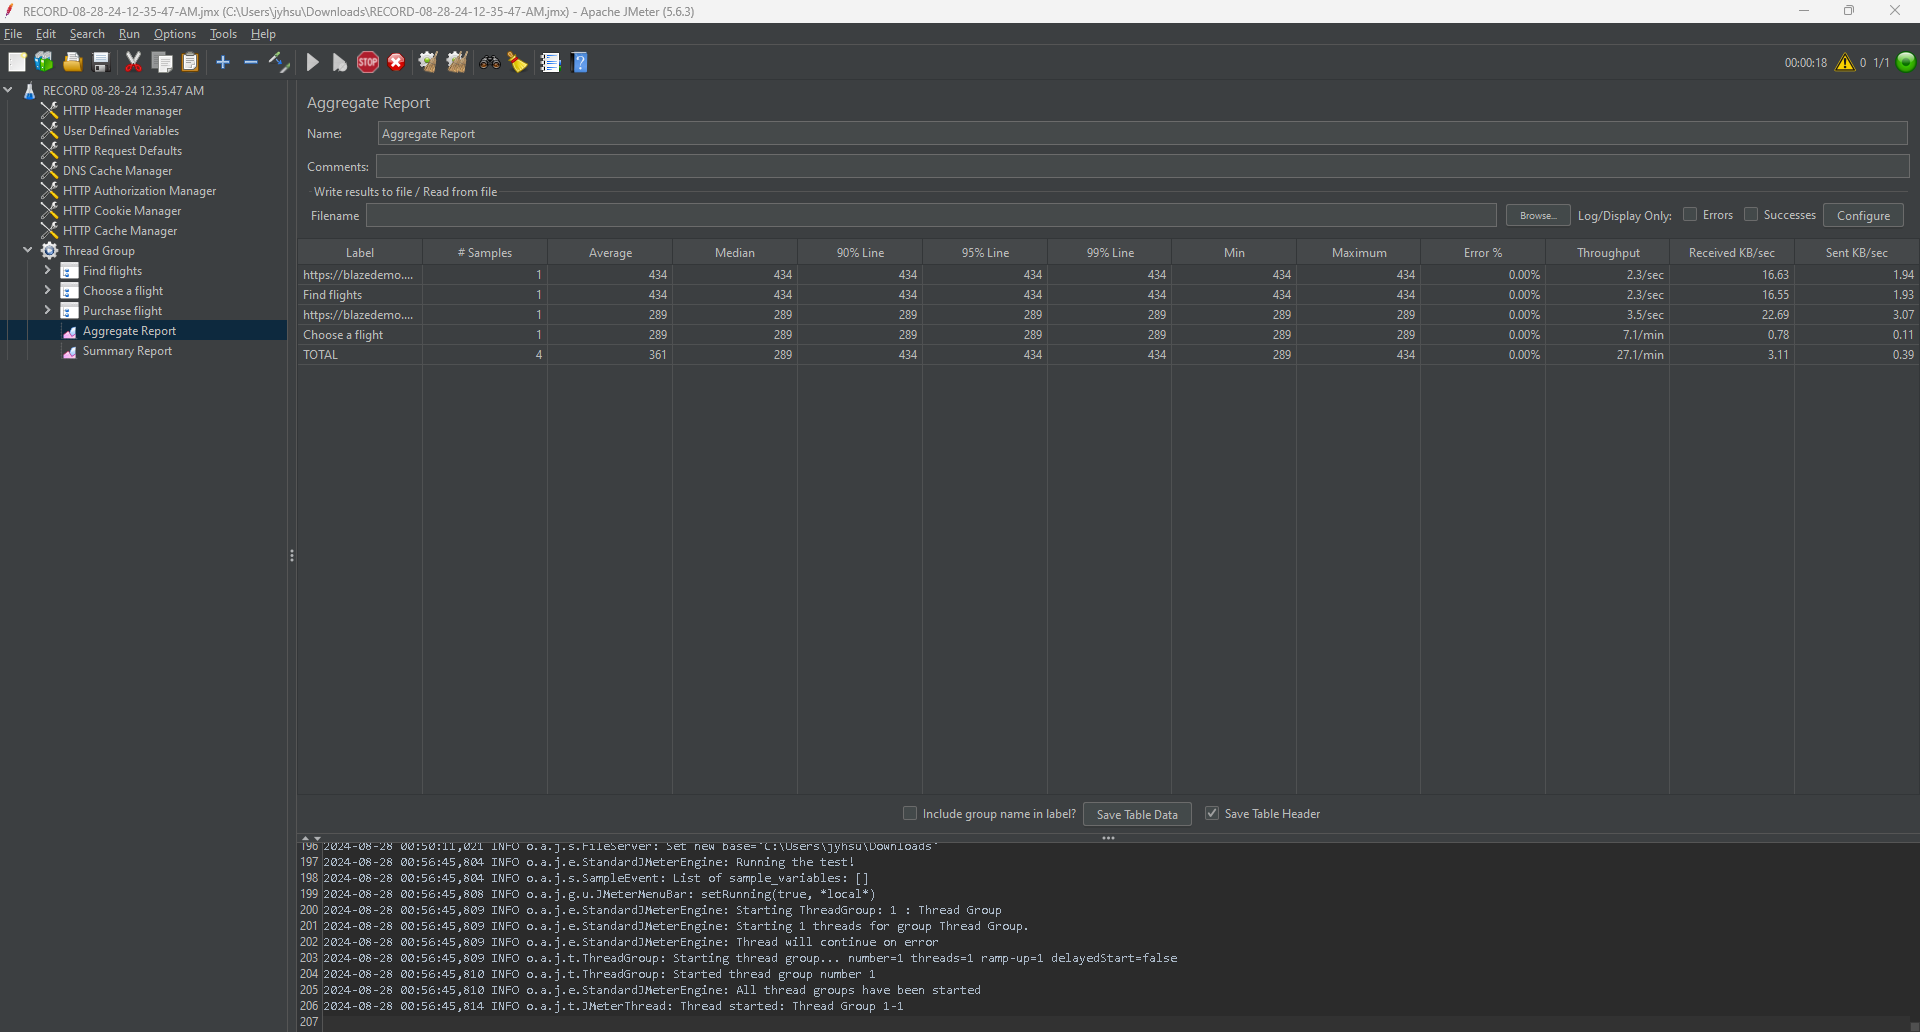 RECORD-08-28-24-12-35-47-AM.jmx (C:\Users\jyhsu\Downloads\RECORD-08-28-24-12-35-47-AM.jmx) - Apache JMeter (5.6.3)
File Edit Search Run Options Tools Help
STOP 00:00:18 0 1/1
RECORD 08-28-24 12.35.47 AM
HTTP Header manager
User Defined Variables
HTTP Request Defaults
DNS Cache Manager
HTTP Authorization Manager
HTTP Cookie Manager
HTTP Cache Manager
Thread Group
Find flights
Choose a flight
Purchase flight
Aggregate Report
Summary Report
Aggregate Report
Name: Aggregate Report
Comments:
Write results to file / Read from file
Filename Browse... Log/Display Only: Errors Successes Configure
Label # Samples Average Median 90% Line 95% Line 99% Line Min Maximum Error % Throughput Received KB/sec Sent KB/sec
https://blazedemo.... 1 434 434 434 434 434 434 434 0.00% 2.3/sec 16.63 1.94
Find flights 1 434 434 434 434 434 434 434 0.00% 2.3/sec 16.55 1.93
https://blazedemo.... 1 289 289 289 289 289 289 289 0.00% 3.5/sec 22.69 3.07
Choose a flight 1 289 289 289 289 289 289 289 0.00% 7.1/min 0.78 0.11
TOTAL 4 361 289 434 434 434 289 434 0.00% 27.1/min 3.11 0.39
Include group name in label? Save Table Data Save Table Header
196 2024-08-28 00:50:11,021 INFO o.a.j.s.FileServer: Set new base='C:\Users\jyhsu\Downloads'
197 2024-08-28 00:56:45,804 INFO o.a.j.e.StandardJMeterEngine: Running the test!
198 2024-08-28 00:56:45,804 INFO o.a.j.s.SampleEvent: List of sample_variables: []
199 2024-08-28 00:56:45,808 INFO o.a.j.g.u.JMeterMenuBar: setRunning(true, *local*)
200 2024-08-28 00:56:45,809 INFO o.a.j.e.StandardJMeterEngine: Starting ThreadGroup: 1 : Thread Group
201 2024-08-28 00:56:45,809 INFO o.a.j.e.StandardJMeterEngine: Starting 1 threads for group Thread Group.
202 2024-08-28 00:56:45,809 INFO o.a.j.e.StandardJMeterEngine: Thread will continue on error
203 2024-08-28 00:56:45,809 INFO o.a.j.t.ThreadGroup: Starting thread group... number=1 threads=1 ramp-up=1 delayedStart=false
204 2024-08-28 00:56:45,810 INFO o.a.j.t.ThreadGroup: Started thread group number 1
205 2024-08-28 00:56:45,810 INFO o.a.j.e.StandardJMeterEngine: All thread groups have been started
206 2024-08-28 00:56:45,814 INFO o.a.j.t.JMeterThread: Thread started: Thread Group 1-1
207